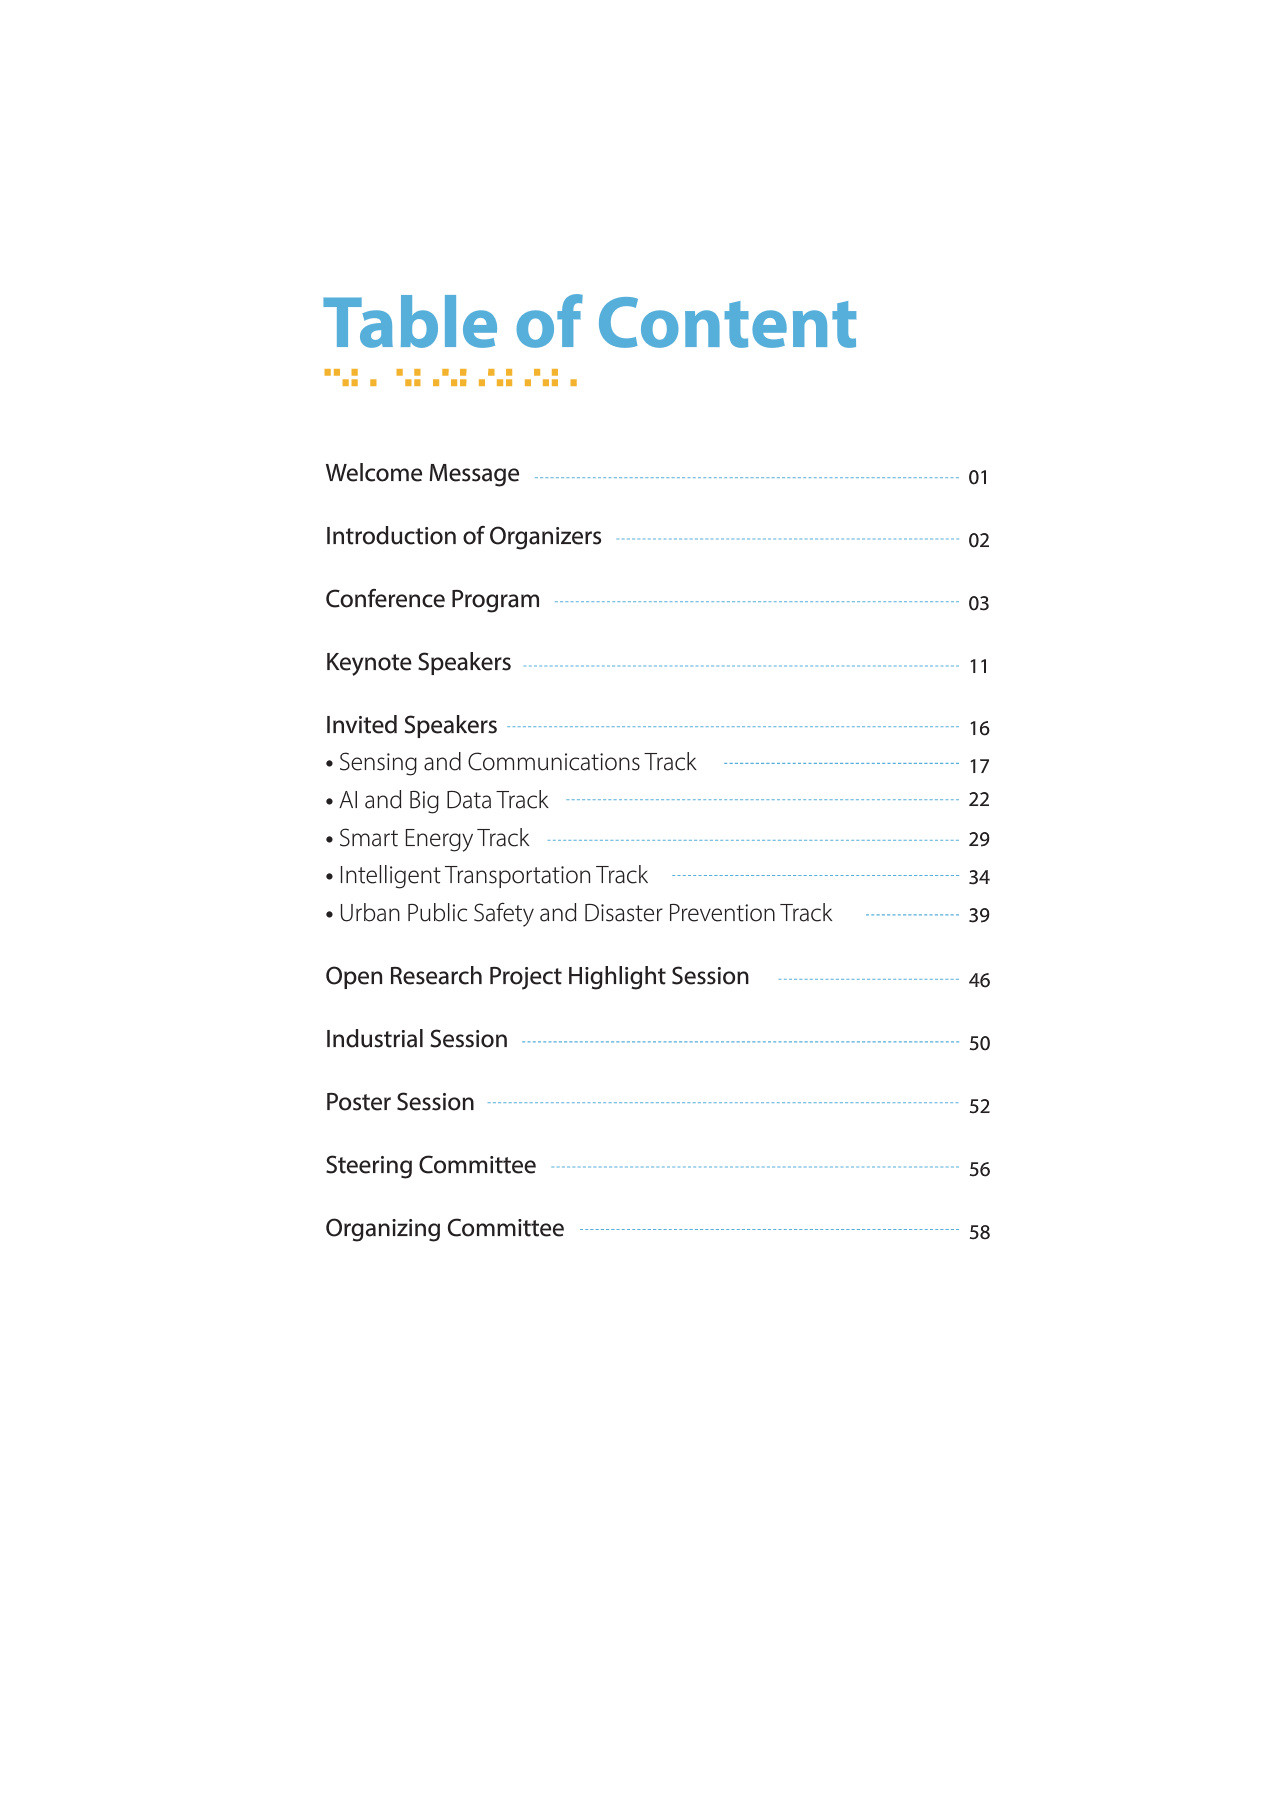 Table of Content
Welcome Message 01
Introduction of Organizers 02
Conference Program 03
Keynote Speakers 11
Invited Speakers 16
• Sensing and Communications Track 17
• AI and Big Data Track 22
• Smart Energy Track 29
• Intelligent Transportation Track 34
• Urban Public Safety and Disaster Prevention Track 39
Open Research Project Highlight Session 46
Industrial Session 50
Poster Session 52
Steering Committee 56
Organizing Committee 58